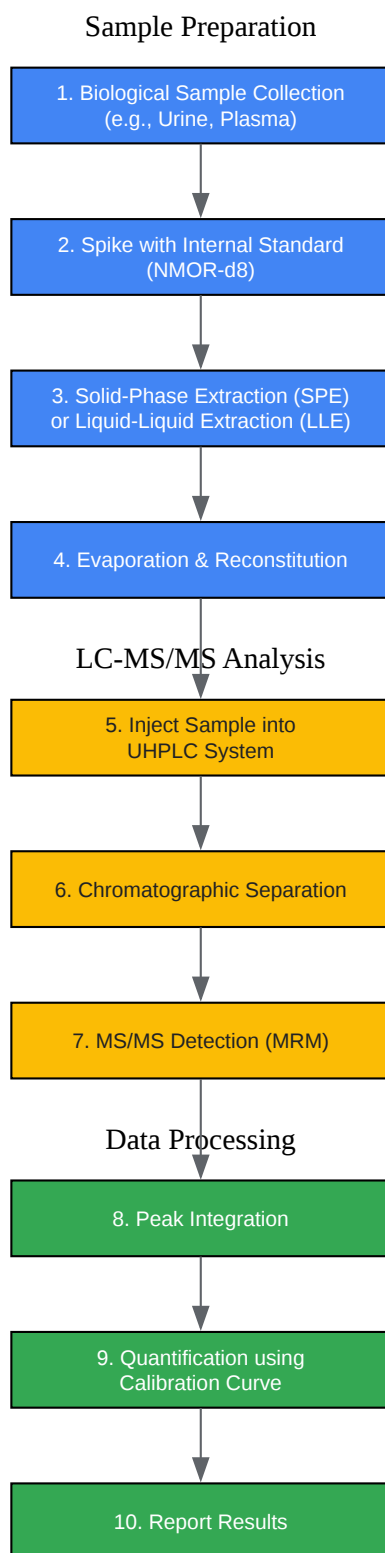 Sample Preparation
1. Biological Sample Collection
(e.g., Urine, Plasma)
2. Spike with Internal Standard
(NMOR-d8)
3. Solid-Phase Extraction (SPE)
or Liquid-Liquid Extraction (LLE)
4. Evaporation & Reconstitution
LC-MS/MS Analysis
5. Inject Sample into
UHPLC System
6. Chromatographic Separation
7. MS/MS Detection (MRM)
Data Processing
8. Peak Integration
9. Quantification using
Calibration Curve
10. Report Results